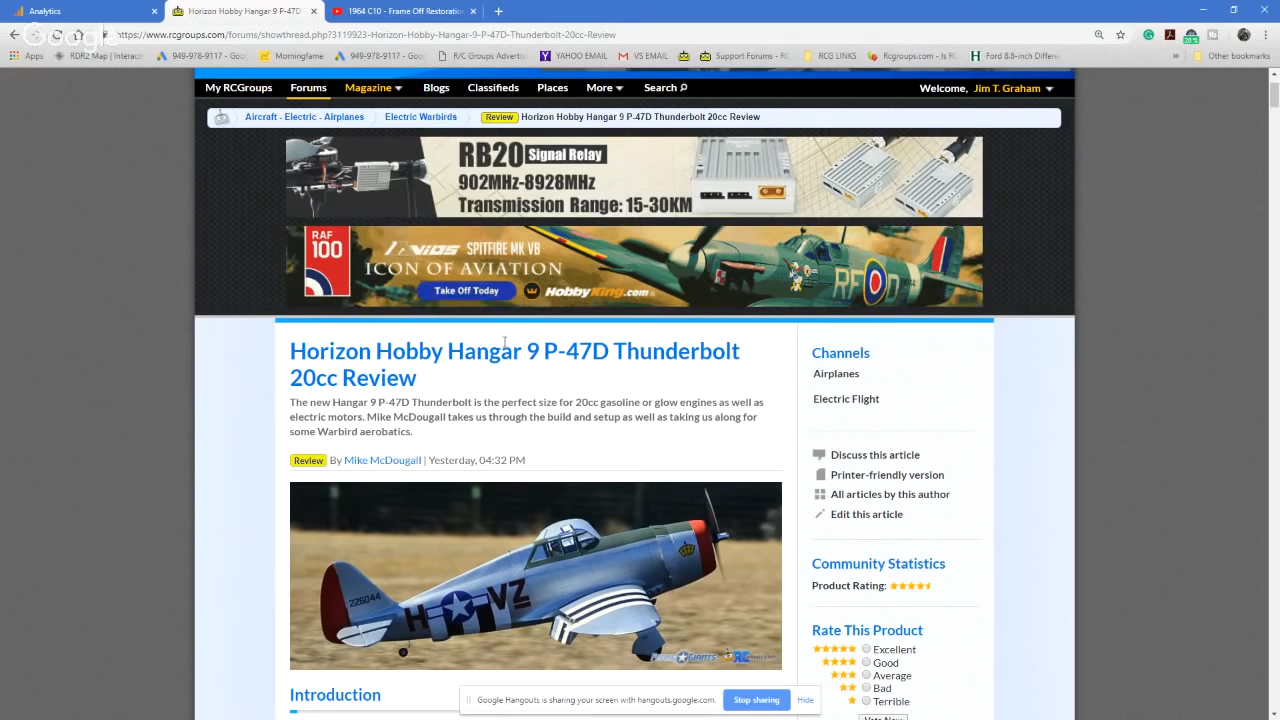 Analytics
Horizon Hobby Hangar 9 P-47D
1964 C10 - Frame Off Restoratio
Google
https://www.rcgroups.com/forums/showthread.php?3119923-Horizon-Hobby-Hangar-9-P-47D-Thunderbolt-20cc-Review
Apps RDR2 Map | Interac 949-978-9117 - Goo Magnimom 949-978-9117 - Goo R/C Groups Advertis YAHOO EMAIL VS EMAIL Support Forums - RC RCG LINKS Rcgroups.com - Is R Ford 8.8-inch Differe » Other bookmarks
My RCGroups Forums Magazine Blogs Classifieds Places More Search Welcome, Jim T. Graham
Aircraft - Electric - Airplanes Electric Warbirds Review Horizon Hobby Hangar 9 P-47D Thunderbolt 20cc Review
RB20 Signal Relay
902MHz-8928MHz
Transmission Range: 15-30KM
RAF
100
AVIOS SPITFIRE MK VB
ICON OF AVIATION
Take Off Today HobbyKing.com
RF D
Horizon Hobby Hangar 9 P-47D Thunderbolt
20cc Review
The new Hangar 9 P-47D Thunderbolt is the perfect size for 20cc gasoline or glow engines as well as
electric motors. Mike McDougall takes us through the build and setup as well as taking us along for
some Warbird aerobatics.
Review By Mike McDougall | Yesterday, 04:32 PM
226044
H VZ
Introduction
Channels
Airplanes
Electric Flight
Discuss this article
Printer-friendly version
All articles by this author
Edit this article
Community Statistics
Product Rating:
Rate This Product
Excellent
Good
Average
Bad
Terrible
Vote Now
Google Hangouts is sharing your screen with hangouts.google.com. Stop sharing Hide